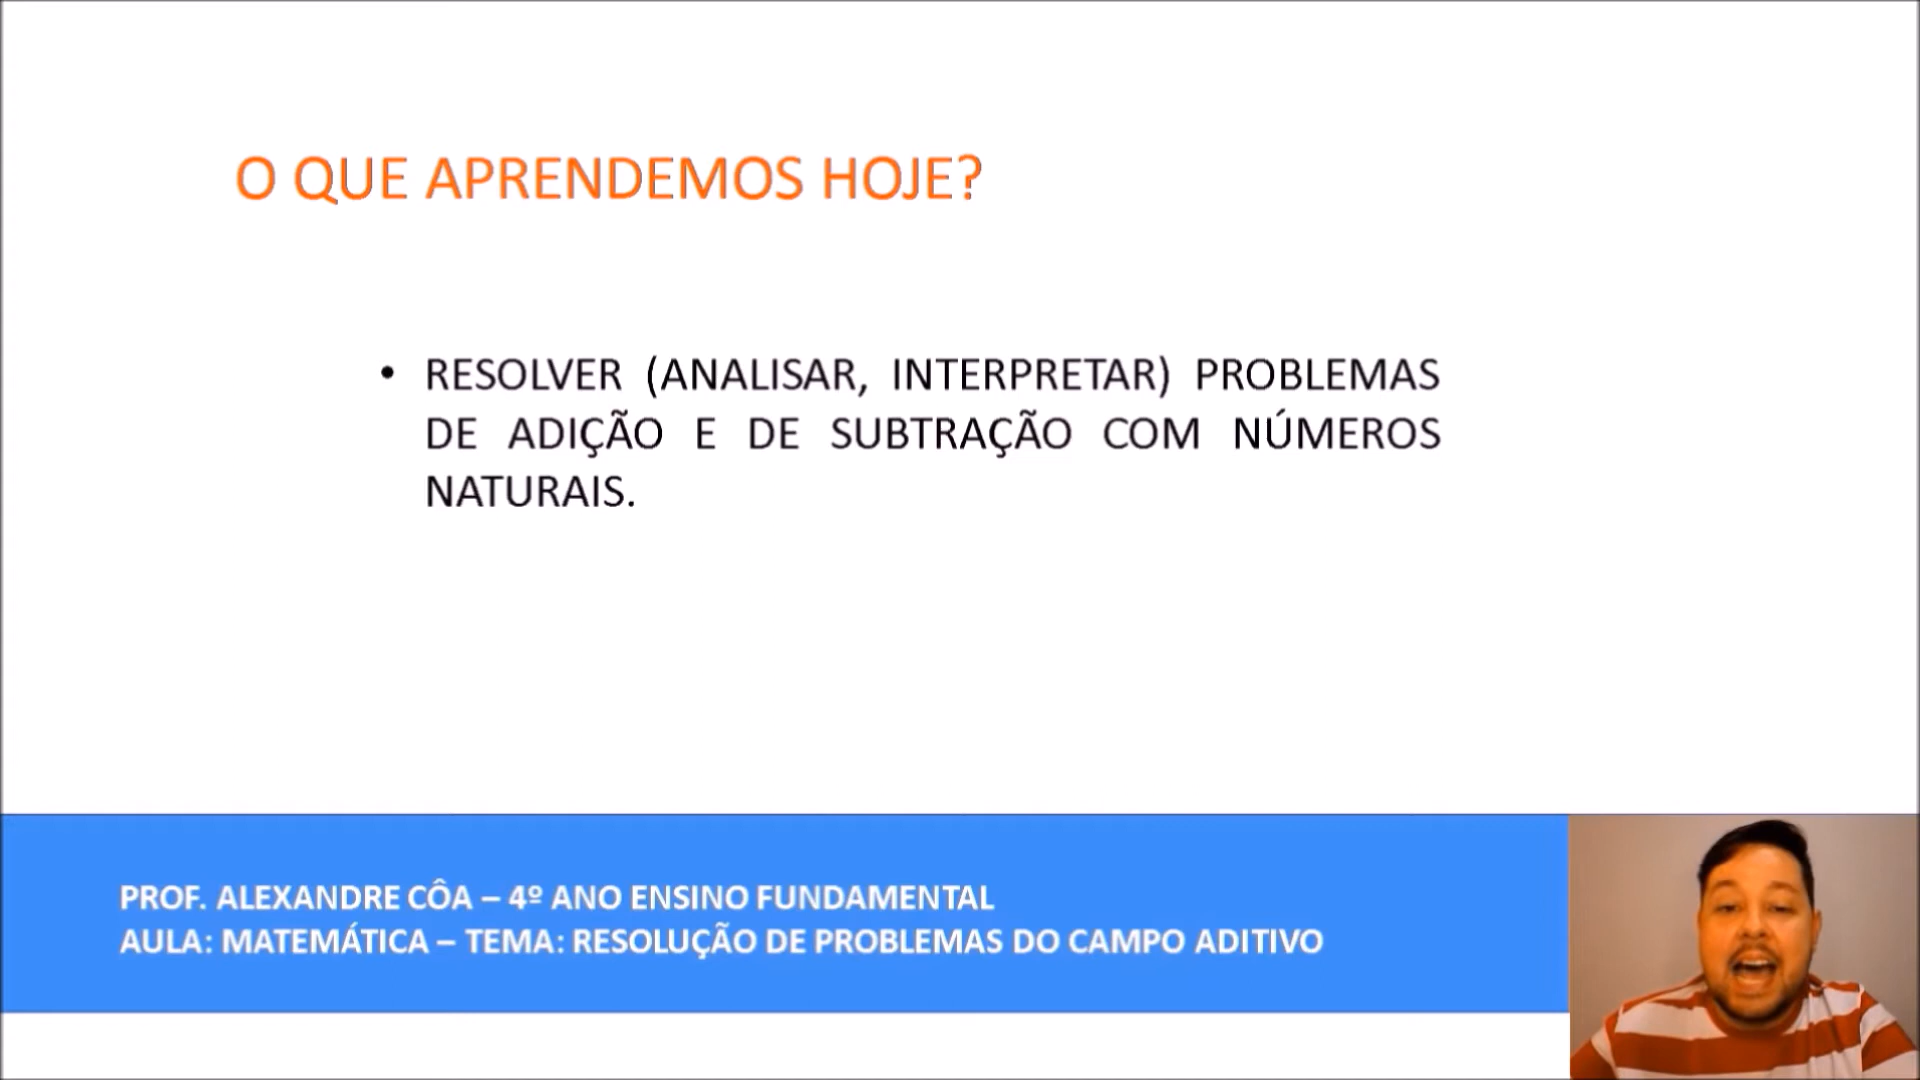 O QUE APRENDEMOS HOJE?
• RESOLVER (ANALISAR, INTERPRETAR) PROBLEMAS
DE ADIÇÃO E DE SUBTRAÇÃO COM NÚMEROS
NATURAIS.
PROF. ALEXANDRE CÔA – 4º ANO ENSINO FUNDAMENTAL
AULA: MATEMÁTICA – TEMA: RESOLUÇÃO DE PROBLEMAS DO CAMPO ADITIVO